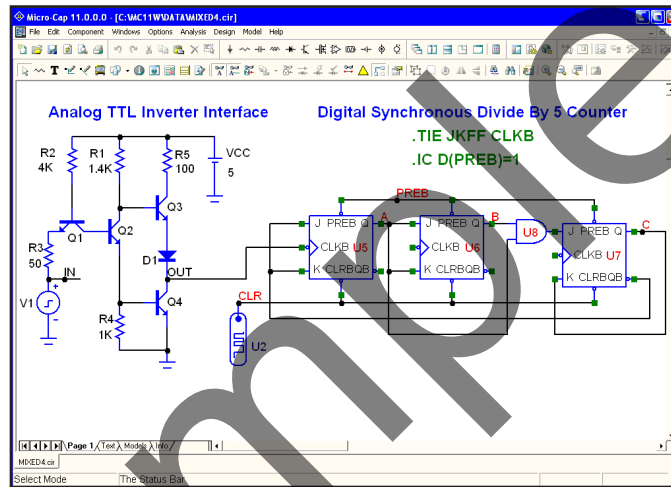 Micro-Cap 11.0.0.0 - [C:\MC11W\DATA\MIXED4.cir]
File Edit Component Windows Options Analysis Design Model Help
Analog TTL Inverter Interface
Digital Synchronous Divide By 5 Counter
.TIE JKFF CLKB
.IC D(PREB)=1
R2
4K
R1
1.4K
R5
100
VCC
5
Q3
Q1
Q2
D1
R3
50
IN
OUT
V1
Q4
R4
1K
PREB
A
B
C
J PREB Q
CLKB U5
K CLRBQB
J PREB Q
CLKB U6
K CLRBQB
U8
J PREB Q
CLKB U7
K CLRBQB
CLR
U2
Page 1 Text Models Info
MIXED4.cir
Select Mode
The Status Bar